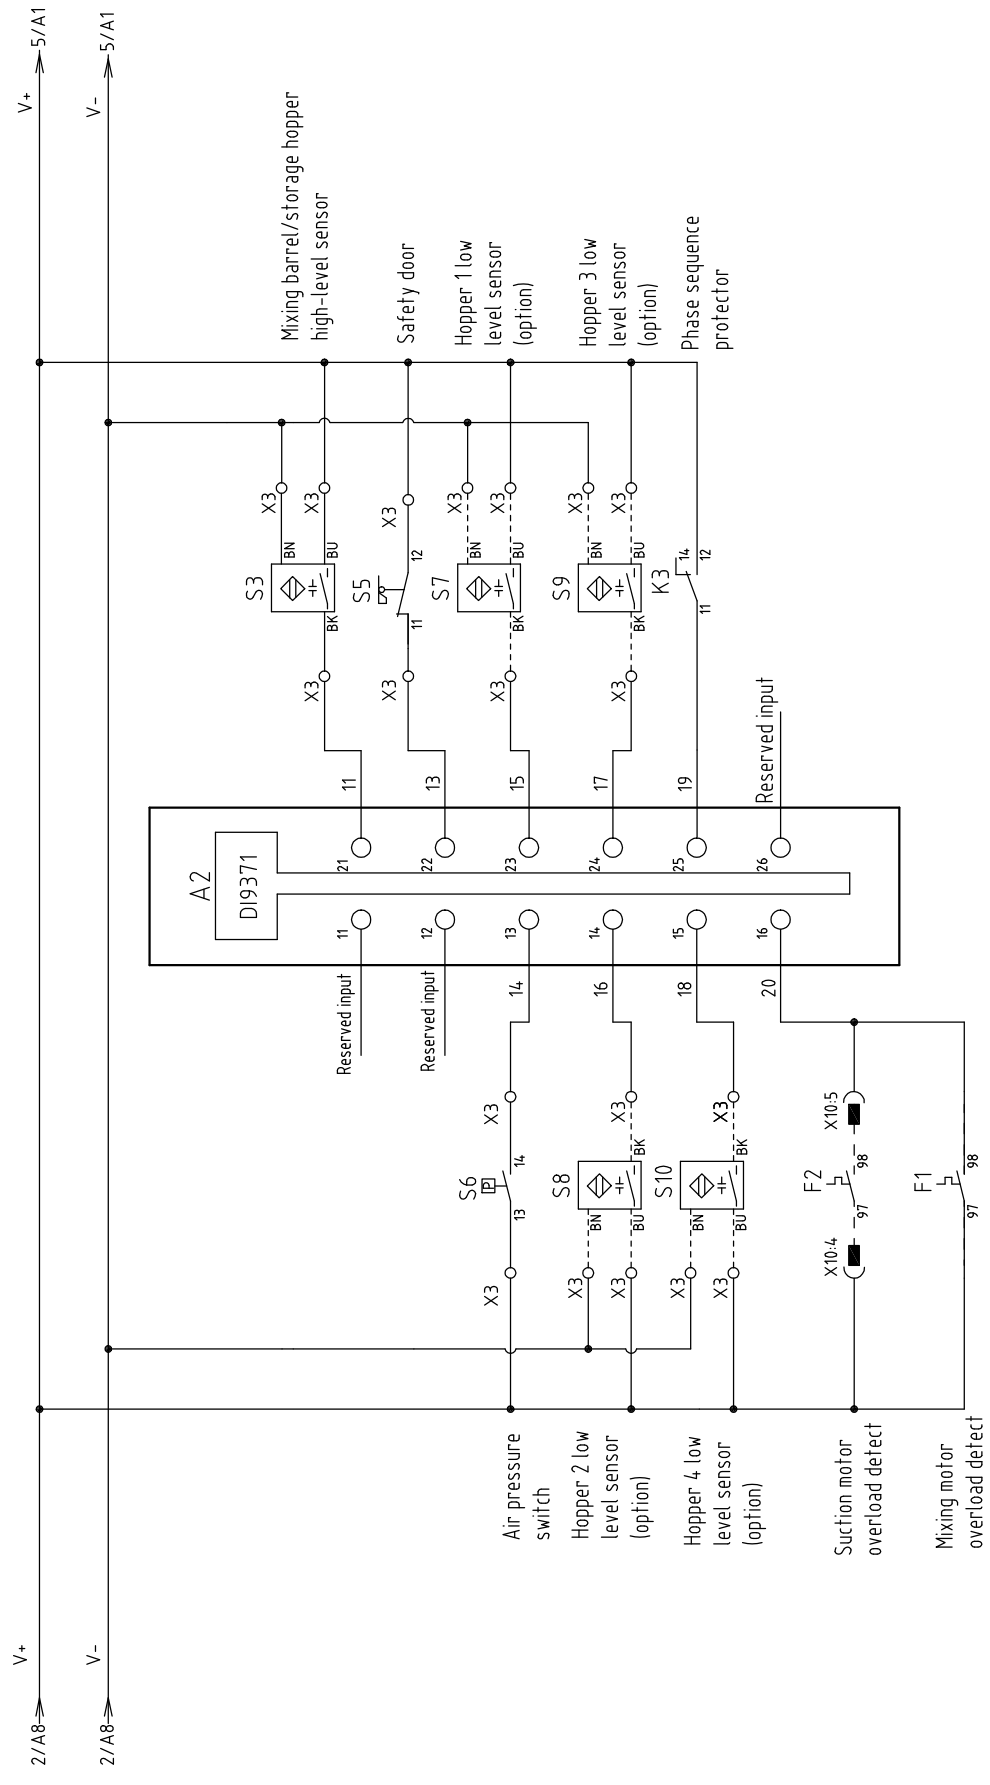 2/A8
V+
V+
5/A1
2/A8
V-
V-
5/A1
A2
DI9371
Reserved input
11
21
11
X3
BK
S3
BN
BU
X3
X3
Mixing barrel/storage hopper
high-level sensor
Reserved input
12
22
13
X3
11
S5
12
X3
Safety door
Air pressure
switch
X3
13
S6
P
14
X3
14
13
23
15
X3
BK
S7
BN
BU
X3
X3
Hopper 1 low
level sensor
(option)
Hopper 2 low
level sensor
(option)
X3
X3
BN
BU
S8
BK
X3
16
14
24
17
X3
BK
S9
BN
BU
X3
X3
Hopper 3 low
level sensor
(option)
Hopper 4 low
level sensor
(option)
X3
X3
BN
BU
S10
BK
X3
18
15
25
19
11
K3
14
12
Phase sequence
protector
Suction motor
overload detect
X10:4
97
F2
98
X10:5
20
16
26
Reserved input
Mixing motor
overload detect
97
F1
98